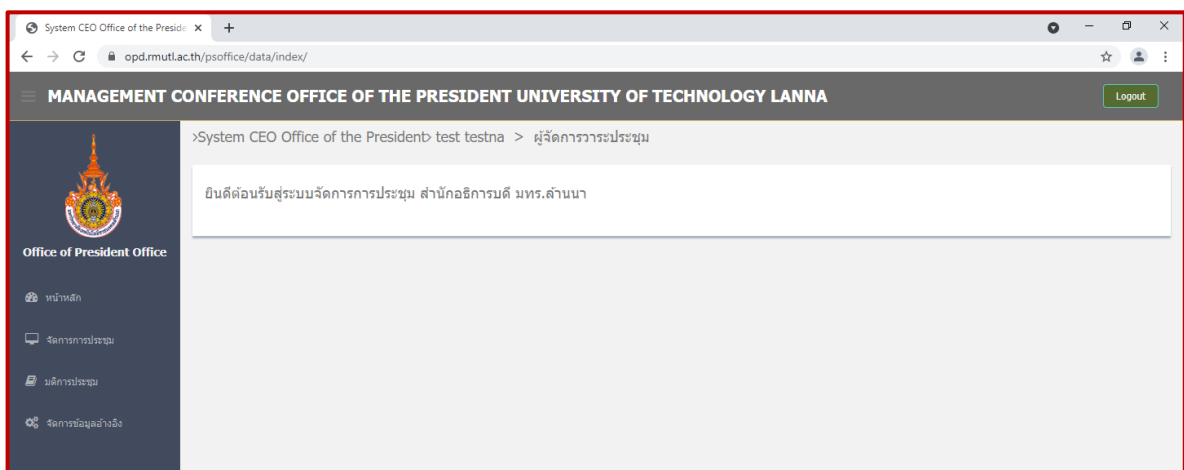 System CEO Office of the Preside
opd.rmutl.ac.th/psoffice/data/index/
MANAGEMENT CONFERENCE OFFICE OF THE PRESIDENT UNIVERSITY OF TECHNOLOGY LANNA
Logout
>System CEO Office of the President> test testna > ผู้จัดการวาระประชุม
ยินดีต้อนรับสู่ระบบจัดการการประชุม สำนักอธิการบดี มทร.ล้านนา
Office of President Office
หน้าหลัก
จัดการการประชุม
มติการประชุม
จัดการข้อมูลอ้างอิง